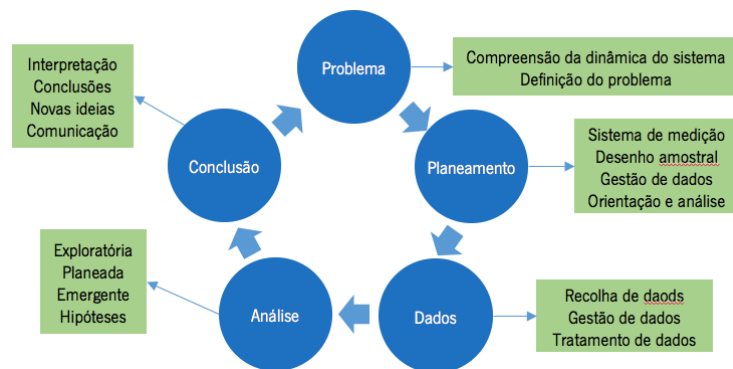 Problema
Compreensão da dinâmica do sistema
Definição do problema
Planeamento
Sistema de medição
Desenho amostral
Gestão de dados
Orientação e análise
Dados
Recolha de daods
Gestão de dados
Tratamento de dados
Análise
Exploratória
Planeada
Emergente
Hipóteses
Conclusão
Interpretação
Conclusões
Novas ideias
Comunicação